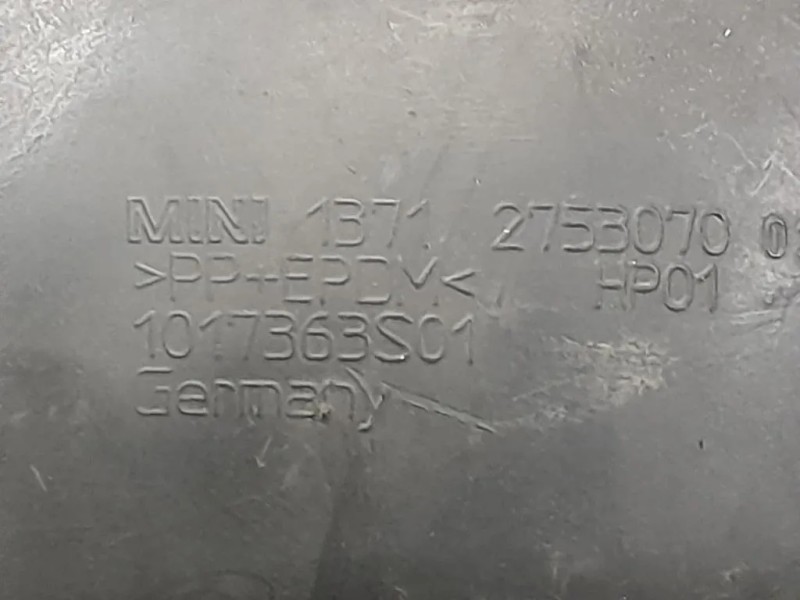 MINI 1371 2753070
>PP+EPDM< HP01
1017363S01
Germany